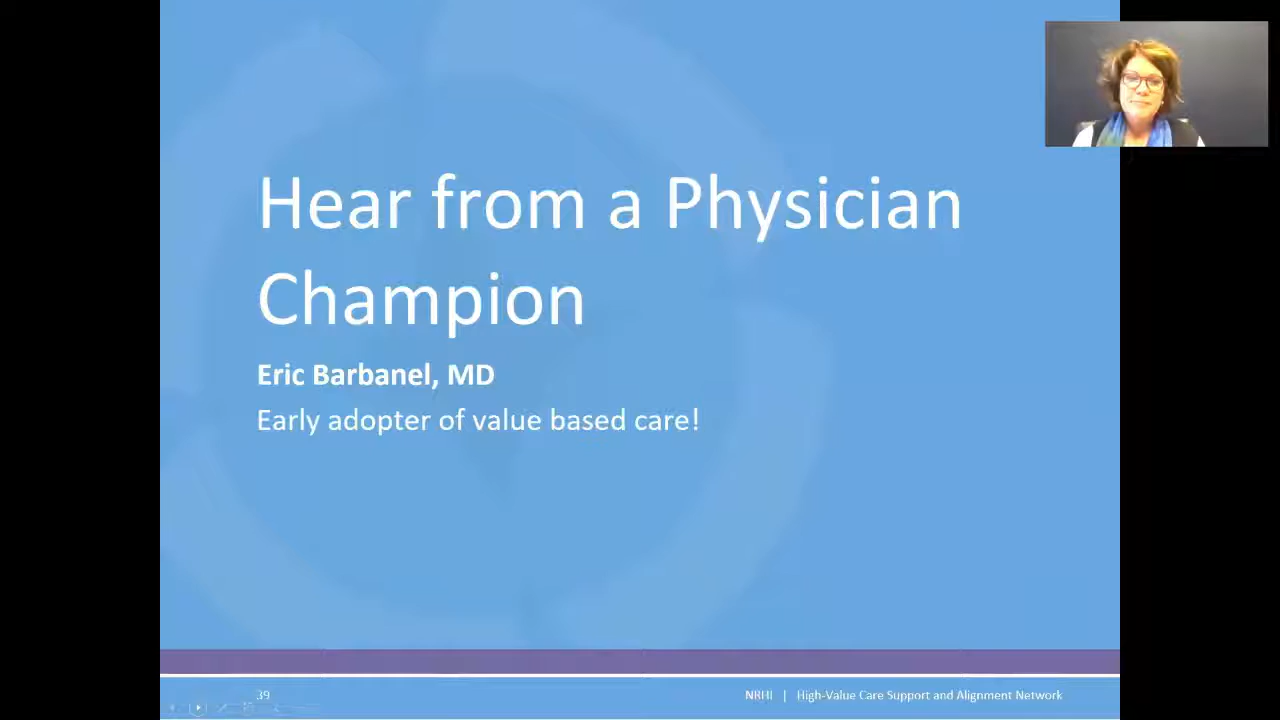 Hear from a Physician
Champion
Eric Barbanel, MD
Early adopter of value based care!
39
NRHI | High-Value Care Support and Alignment Network